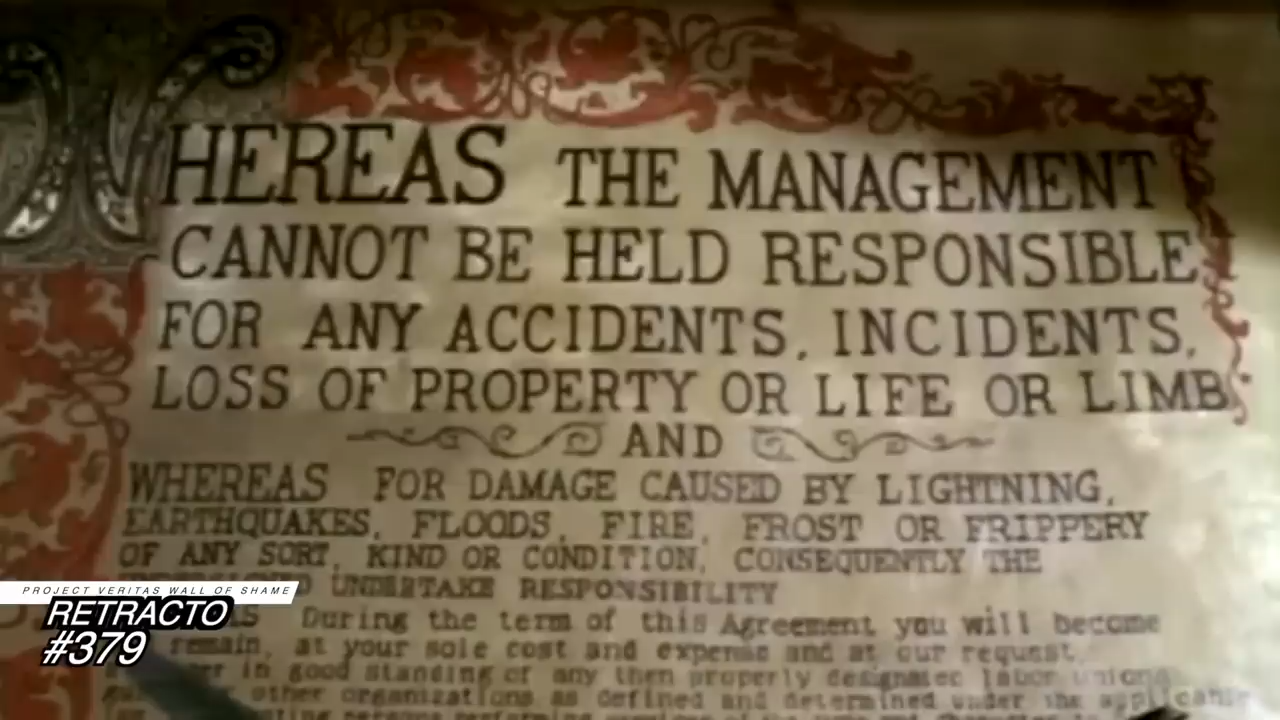 WHEREAS THE MANAGEMENT
CANNOT BE HELD RESPONSIBLE
FOR ANY ACCIDENTS, INCIDENTS,
LOSS OF PROPERTY OR LIFE OR LIMB
AND
WHEREAS FOR DAMAGE CAUSED BY LIGHTNING,
EARTHQUAKES, FLOODS, FIRE, FROST OR FRIPPERY
OF ANY SORT, KIND OR CONDITION, CONSEQUENTLY THE
UNDERTAKE RESPONSIBILITY
During the term of this Agreement you will become
remain, at your sole cost and expense and at our request,
in good standing of any then properly designated labor unions
other organizations as defined and determined under the applicable
PROJECT VERITAS WALL OF SHAME
RETRACTO
#379